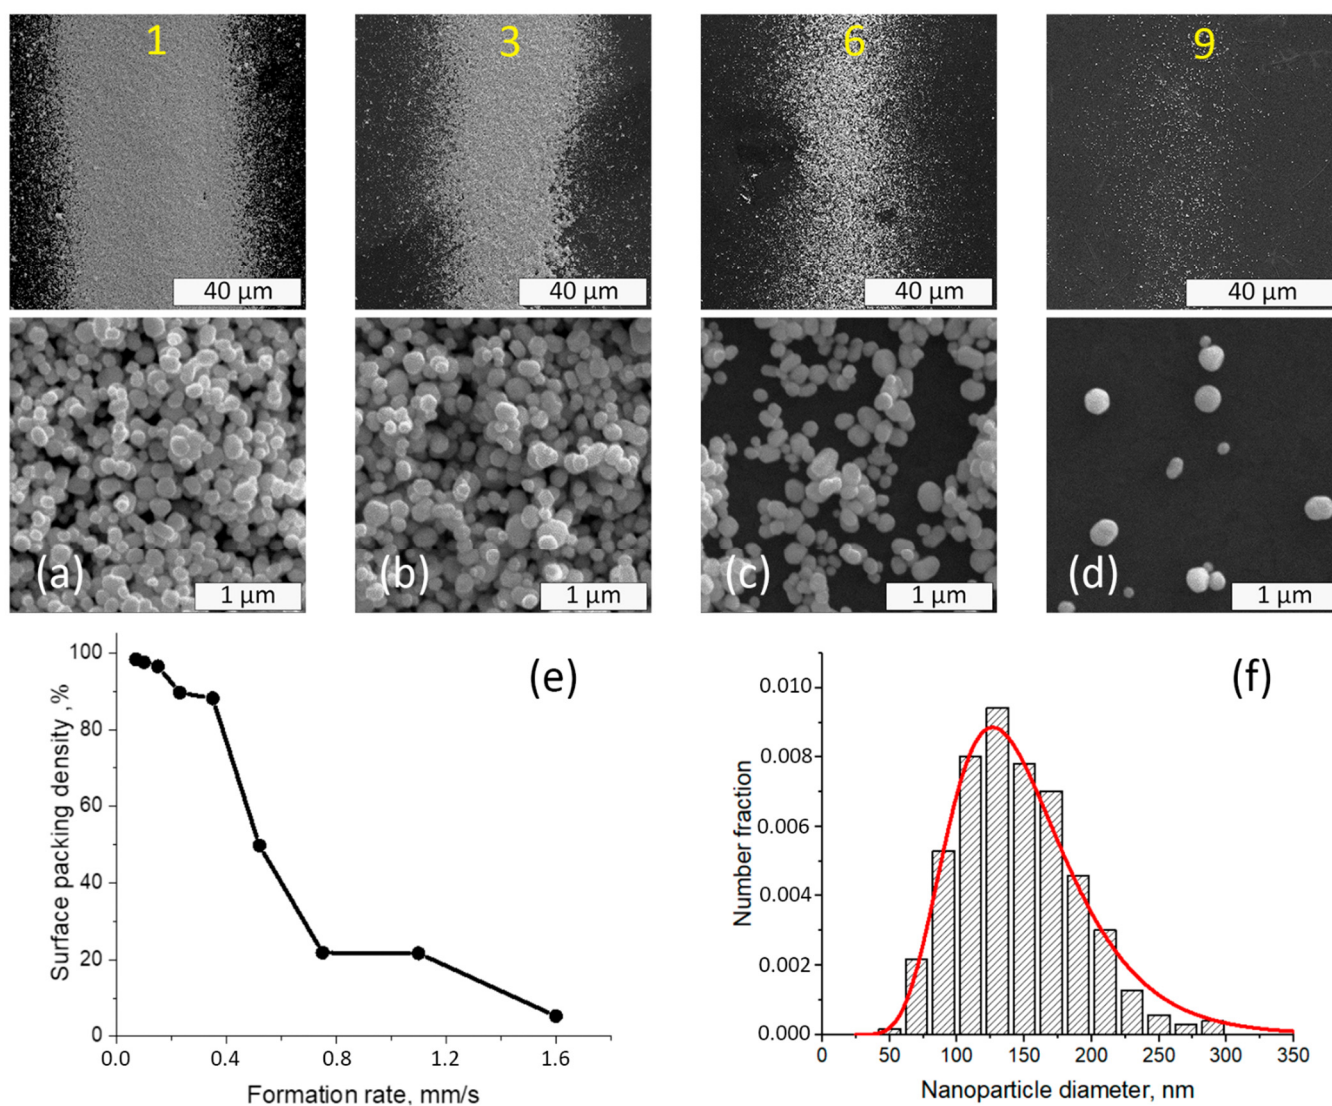 1
3
6
9
40 µm
40 µm
40 µm
40 µm
(a)
(b)
(c)
(d)
1 µm
1 µm
1 µm
1 µm
(e)
Surface packing density , %
100
80
60
40
20
0
0.0 0.4 0.8 1.2 1.6
Formation rate, mm/s
(f)
Number fraction
0.010
0.008
0.006
0.004
0.002
0.000
0 50 100 150 200 250 300 350
Nanoparticle diameter, nm